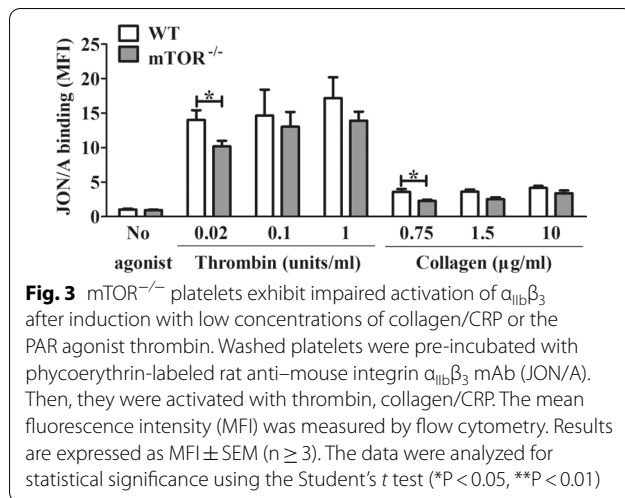 WT
mTOR⁻/⁻
JON/A binding (MFI)
25
20
15
10
5
0
*
*
No 0.02 0.1 1 0.75 1.5 10
agonist Thrombin (units/ml) Collagen (µg/ml)
Fig. 3 mTOR⁻/⁻ platelets exhibit impaired activation of αIIbβ3
after induction with low concentrations of collagen/CRP or the
PAR agonist thrombin. Washed platelets were pre-incubated with
phycoerythrin-labeled rat anti–mouse integrin αIIbβ3 mAb (JON/A).
Then, they were activated with thrombin, collagen/CRP. The mean
fluorescence intensity (MFI) was measured by flow cytometry. Results
are expressed as MFI ± SEM (n ≥ 3). The data were analyzed for
statistical significance using the Student's t test (*P < 0.05, **P < 0.01)